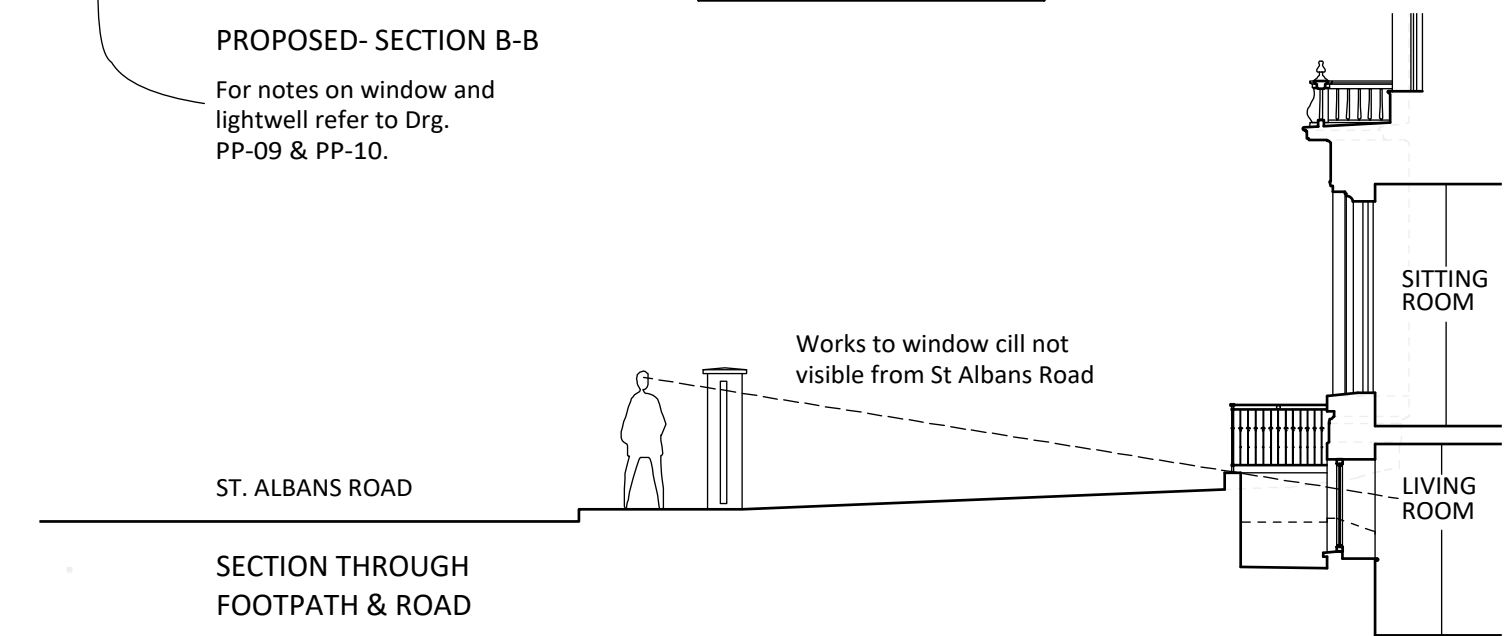 PROPOSED- SECTION B-B
For notes on window and
lightwell refer to Drg.
PP-09 & PP-10.
SITTING
ROOM
Works to window cill not
visible from St Albans Road
ST. ALBANS ROAD
LIVING
ROOM
SECTION THROUGH
FOOTPATH & ROAD